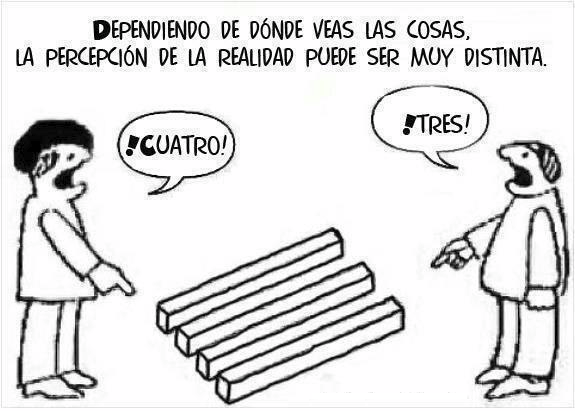 DEPENDIENDO DE DÓNDE VEAS LAS COSAS,
LA PERCEPCIÓN DE LA REALIDAD PUEDE SER MUY DISTINTA.
!CUATRO!
!TRES!